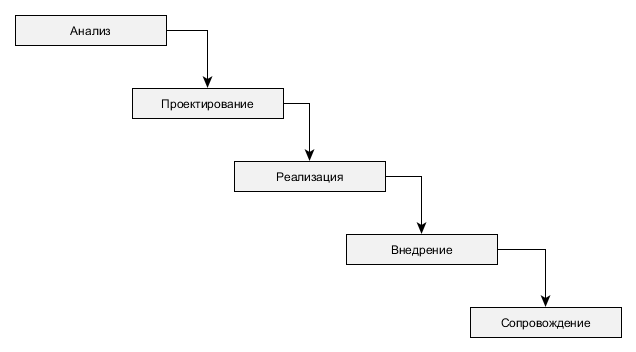 Анализ
Проектирование
Реализация
Внедрение
Сопровождение